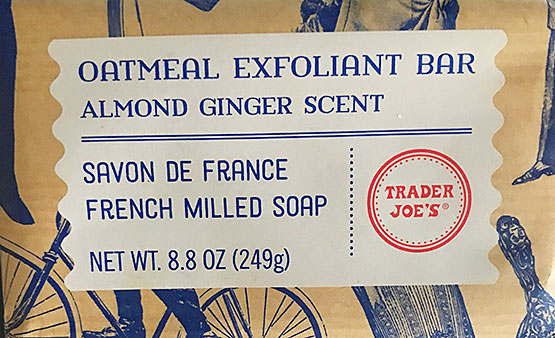 OATMEAL EXFOLIANT BAR
ALMOND GINGER SCENT
SAVON DE FRANCE
FRENCH MILLED SOAP
NET WT. 8.8 OZ (249g)
TRADER
JOE'S®